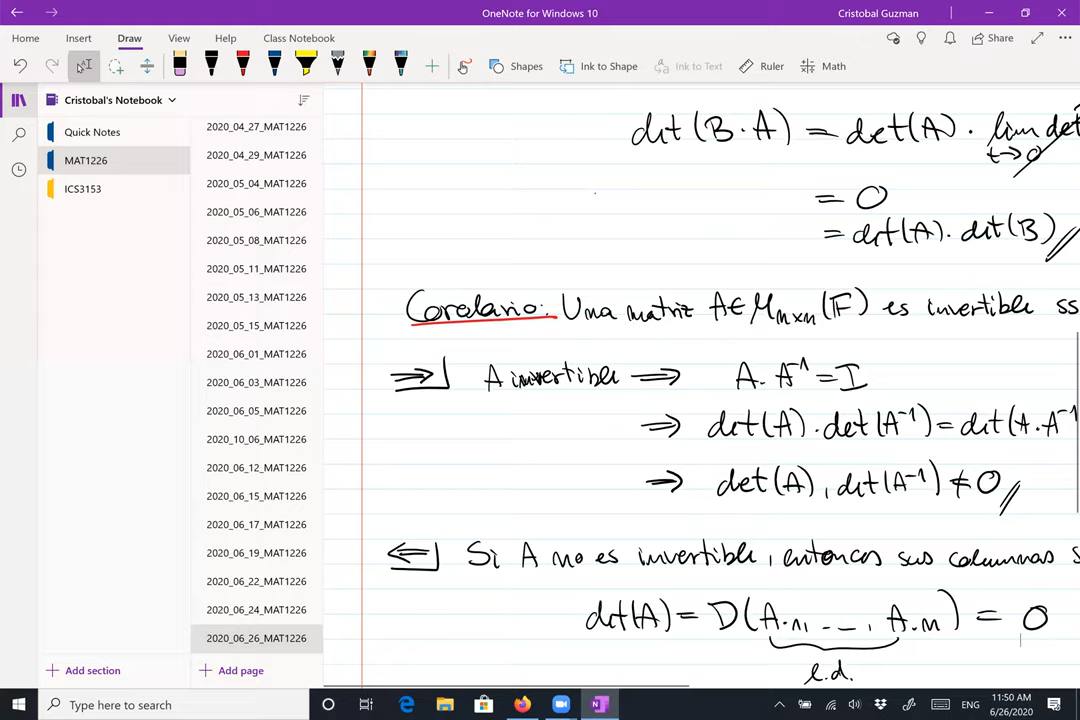 OneNote for Windows 10
Cristobal Guzman
Home Insert Draw View Help Class Notebook
Share
Shapes Ink to Shape Ink to Text Ruler Math
Cristobal's Notebook
Quick Notes
MAT1226
ICS3153
2020_04_27_MAT1226
2020_04_29_MAT1226
2020_05_04_MAT1226
2020_05_06_MAT1226
2020_05_08_MAT1226
2020_05_11_MAT1226
2020_05_13_MAT1226
2020_05_15_MAT1226
2020_06_01_MAT1226
2020_06_03_MAT1226
2020_06_05_MAT1226
2020_10_06_MAT1226
2020_06_12_MAT1226
2020_06_15_MAT1226
2020_06_17_MAT1226
2020_06_19_MAT1226
2020_06_22_MAT1226
2020_06_24_MAT1226
2020_06_26_MAT1226
Add section
Add page
det(B·A) = det(A) · lim det
t→0
= 0
= det(A) · det(B)//
Corolario: Una matriz A∈M_{n×n}(F) es invertible ss
⇒] A invertible ⇒ A·A⁻¹=I
⇒ det(A)·det(A⁻¹)=det(A·A⁻¹
⇒ det(A), det(A⁻¹) ≠ 0//
⇐] Si A no es invertible, entonces sus columnas s
det(A) = D(A·₁, ..., A·n) = 0
l.d.
Type here to search
ENG
11:50 AM
6/26/2020